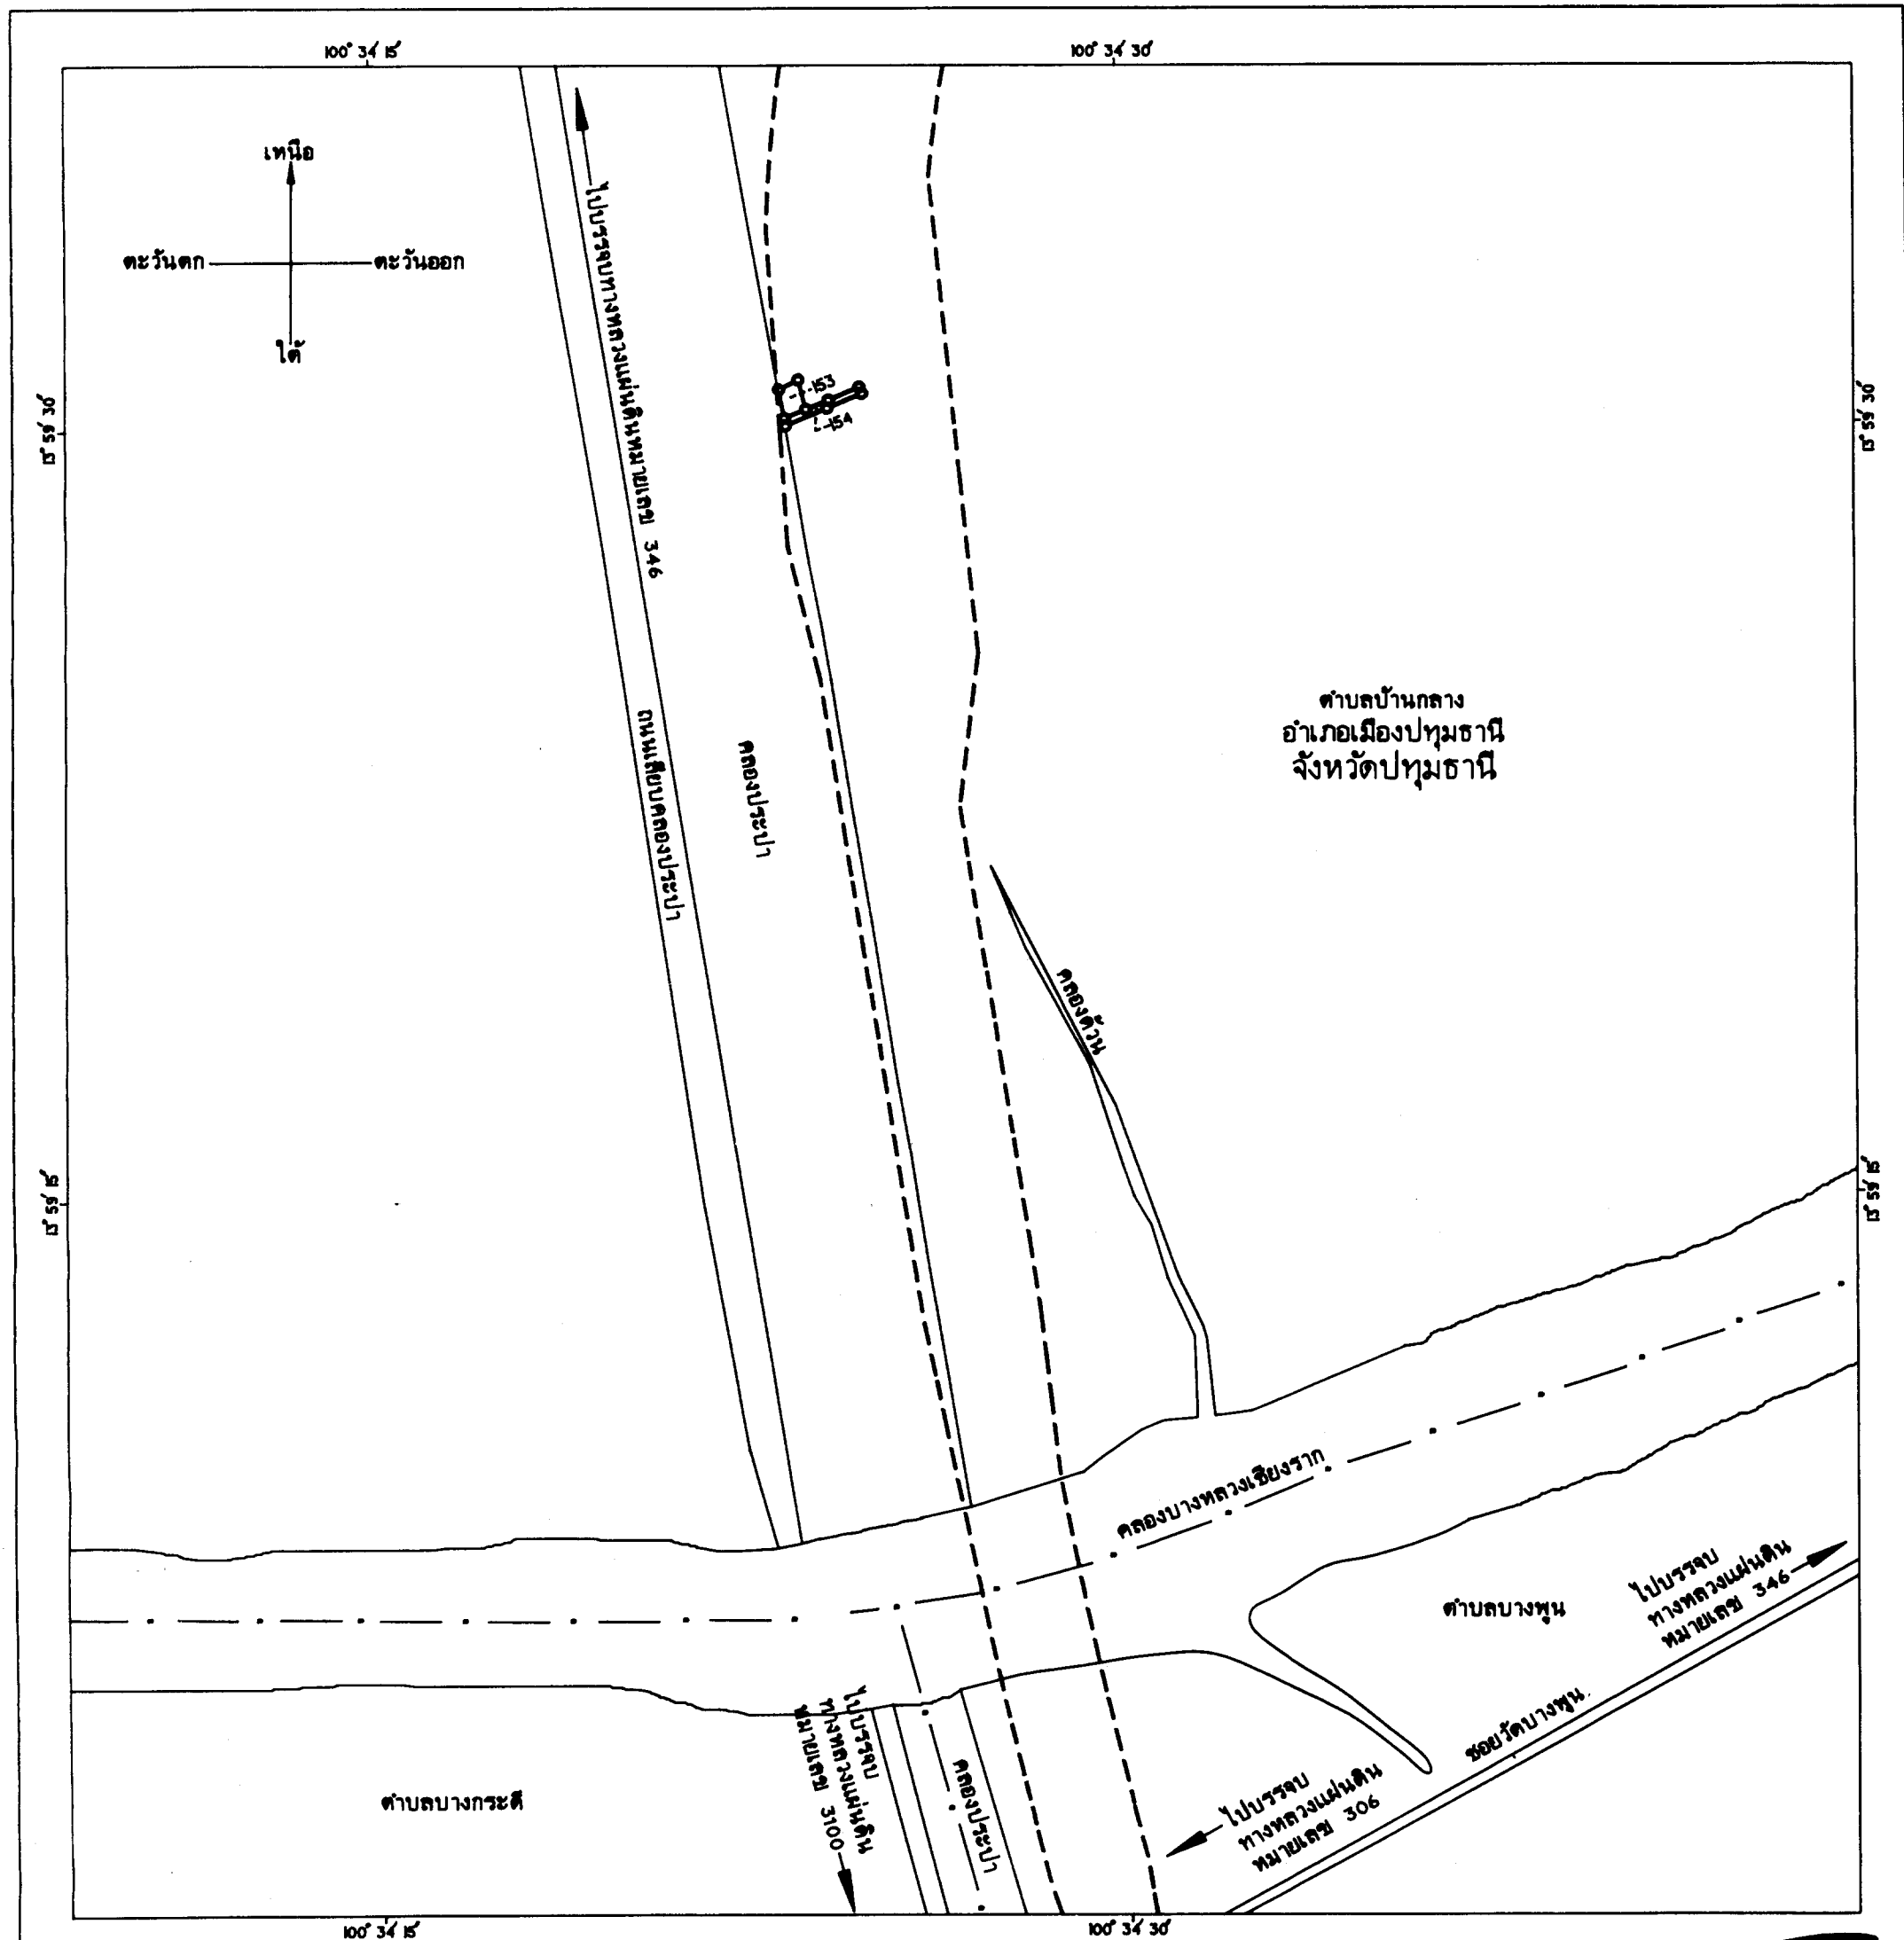 100° 34′ 15″
100° 34′ 30″
เหนือ
ตะวันตก
ตะวันออก
ใต้
ไปบรรจบทางหลวงแผ่นดินหมายเลข 346
153
154
13° 59′ 30″
13° 59′ 30″
ตำบลบ้านกลาง
อำเภอเมืองปทุมธานี
จังหวัดปทุมธานี
ถนนเลียบคลองประปา
คลองประปา
คลองด้วน
13° 59′ 15″
13° 59′ 15″
คลองบางหลวงเชียงราก
ไปบรรจบ
ทางหลวงแผ่นดิน
หมายเลข 346
ตำบลบางพูน
ซอยวัดบางพูน
ไปบรรจบ
ทางหลวงแผ่นดิน
หมายเลข 3100
คลองประปา
ไปบรรจบ
ทางหลวงแผ่นดิน
หมายเลข 306
ตำบลบางกระดี
100° 34′ 15″
100° 34′ 30″